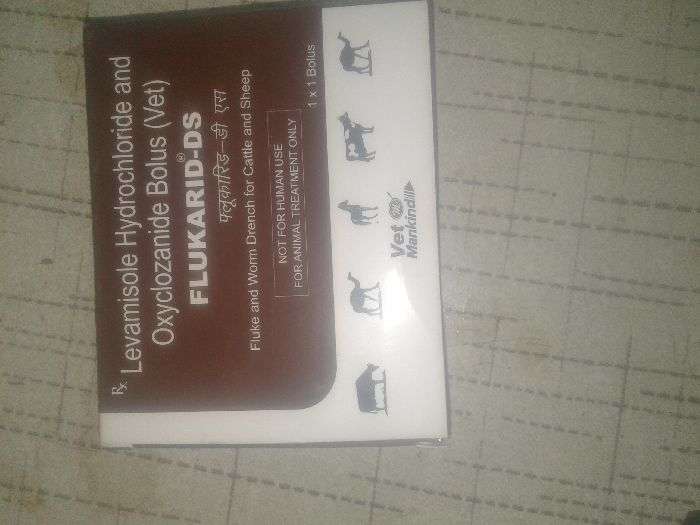 Rx
Levamisole Hydrochloride and
Oxyclozanide Bolus (Vet)
FLUKARID®-DS
फ्लूकारिड-डी एस
Fluke and Worm Drench for Cattle and Sheep
NOT FOR HUMAN USE
FOR ANIMAL TREATMENT ONLY
1 x 1 Bolus
Vet
Mankind